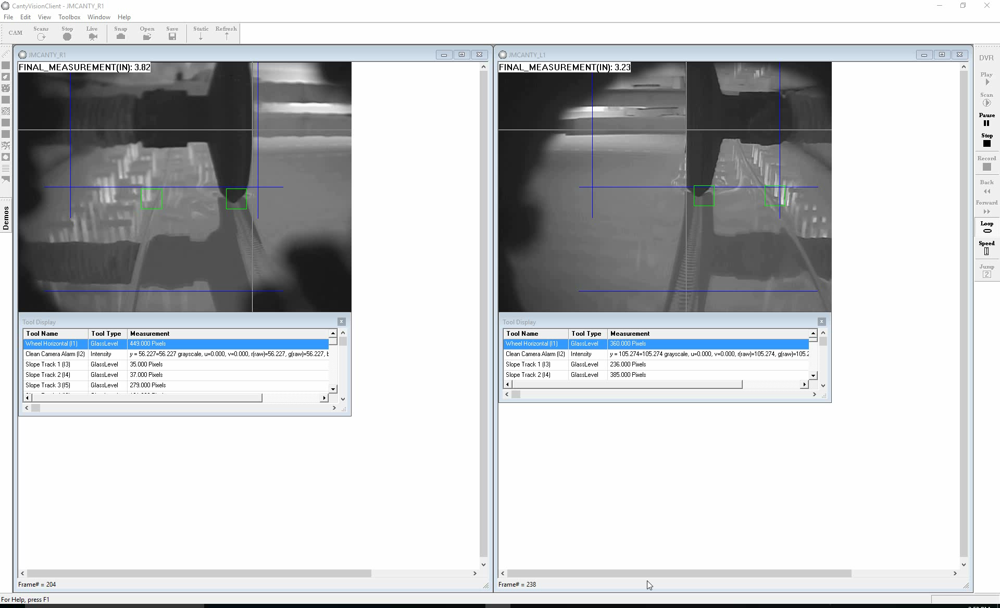 CantyVisionClient - JMCANTY_R1
File Edit View Toolbox Window Help
CAM Scans Stop Live Snap Open Save Static Refresh
JMCANTY_R1
FINAL_MEASUREMENT(IN): 3.82
Tool Display
Tool Name Tool Type Measurement
Wheel Horizontal (I1) GlassLevel 449.000 Pixels
Clean Camera Alarm (I2) Intensity y = 56.227=56.227 grayscale, u=0.000, v=0.000, r(raw)=56.227, g(raw)=56.227, b
Slope Track 1 (I3) GlassLevel 35.000 Pixels
Slope Track 2 (I4) GlassLevel 37.000 Pixels
Slope Track 3 (I5) GlassLevel 279.000 Pixels
Frame# = 204
JMCANTY_L1
FINAL_MEASUREMENT(IN): 3.23
Tool Display
Tool Name Tool Type Measurement
Wheel Horizontal (I1) GlassLevel 360.000 Pixels
Clean Camera Alarm (I2) Intensity y = 105.274=105.274 grayscale, u=0.000, v=0.000, r(raw)=105.274, g(raw)=105.2
Slope Track 1 (I3) GlassLevel 236.000 Pixels
Slope Track 2 (I4) GlassLevel 385.000 Pixels
Frame# = 238
DVR
Play
Scan
Pause
Stop
Record
Back
Forward
Loop
Speed
Jump
2
Demos
For Help, press F1